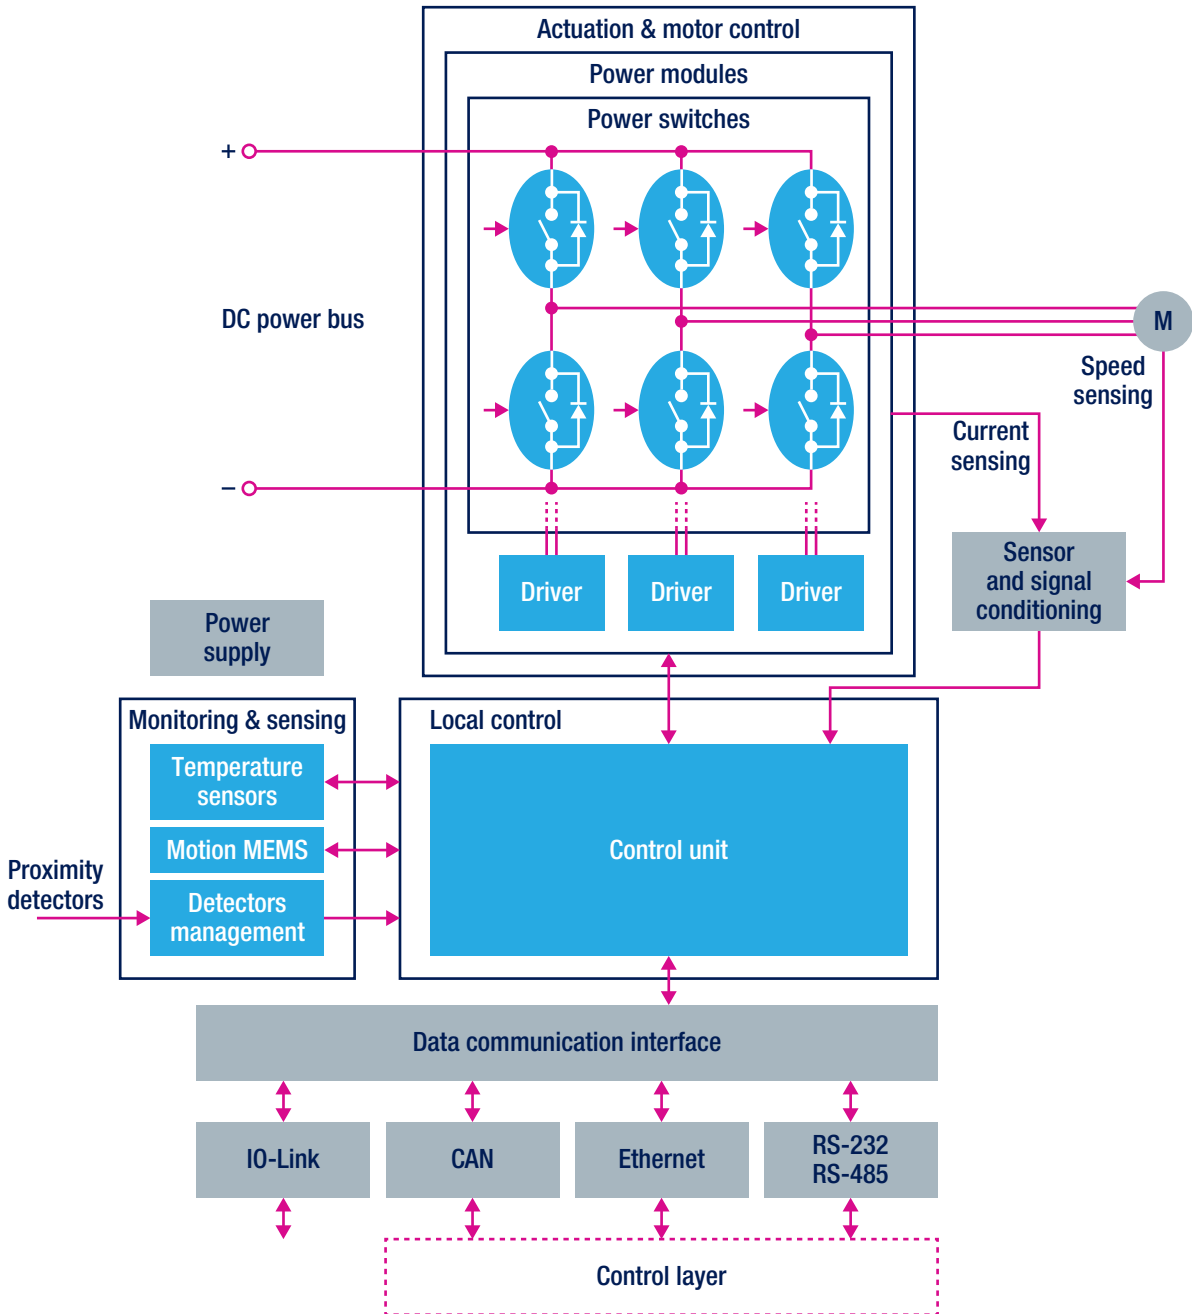 Actuation & motor control
Power modules
Power switches
+
DC power bus
M
Speed
sensing
Current
sensing
–
Driver
Driver
Driver
Sensor
and signal
conditioning
Power
supply
Monitoring & sensing
Local control
Temperature
sensors
Motion MEMS
Control unit
Proximity
detectors
Detectors
management
Data communication interface
IO-Link
CAN
Ethernet
RS-232
RS-485
Control layer